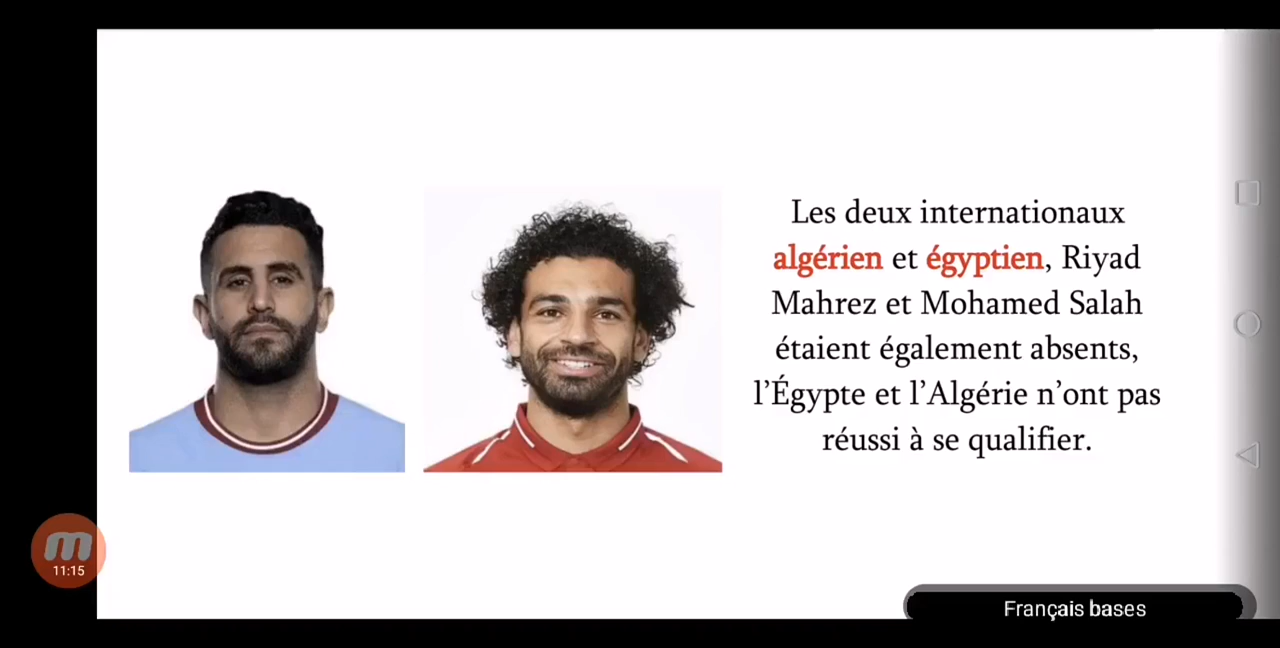 Les deux internationaux
algérien et égyptien, Riyad
Mahrez et Mohamed Salah
étaient également absents,
l’Égypte et l’Algérie n’ont pas
réussi à se qualifier.
11:15
Français bases